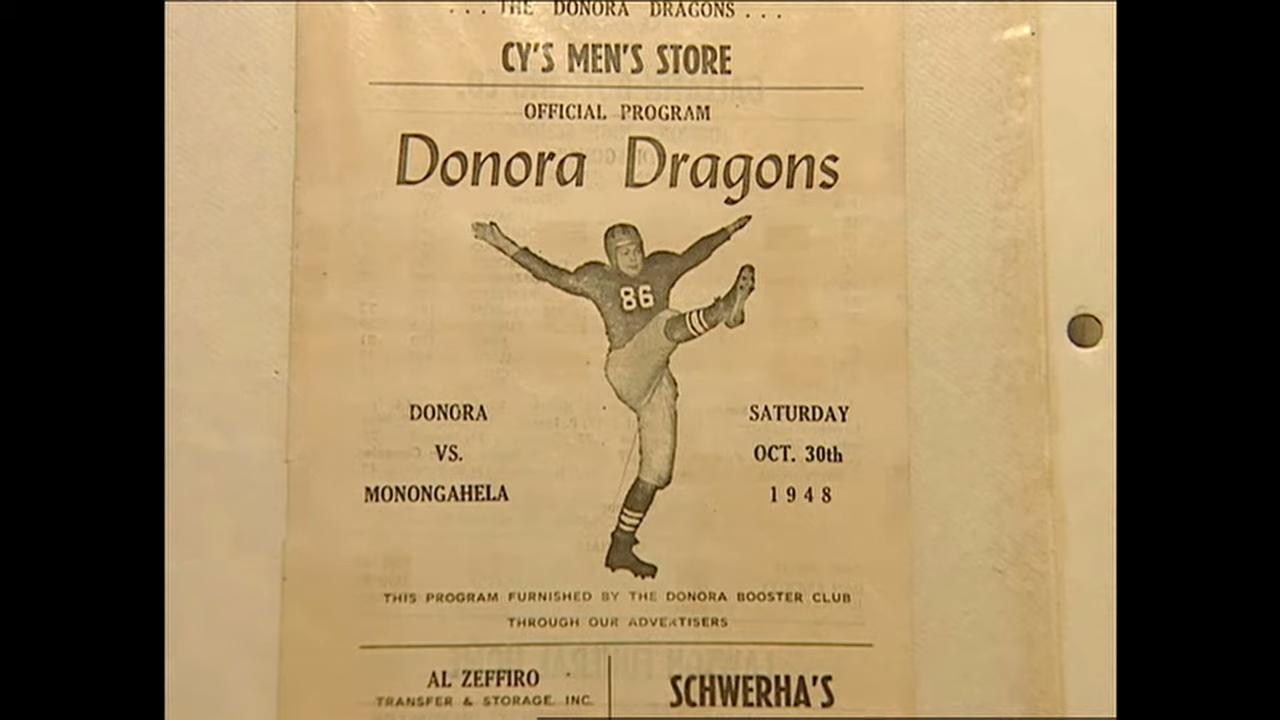 ... THE DONORA DRAGONS ...
CY'S MEN'S STORE
OFFICIAL PROGRAM
Donora Dragons
86
DONORA
VS.
MONONGAHELA
SATURDAY
OCT. 30th
1948
THIS PROGRAM FURNISHED BY THE DONORA BOOSTER CLUB
THROUGH OUR ADVERTISERS
AL ZEFFIRO
TRANSFER & STORAGE, INC.
SCHWERHA'S